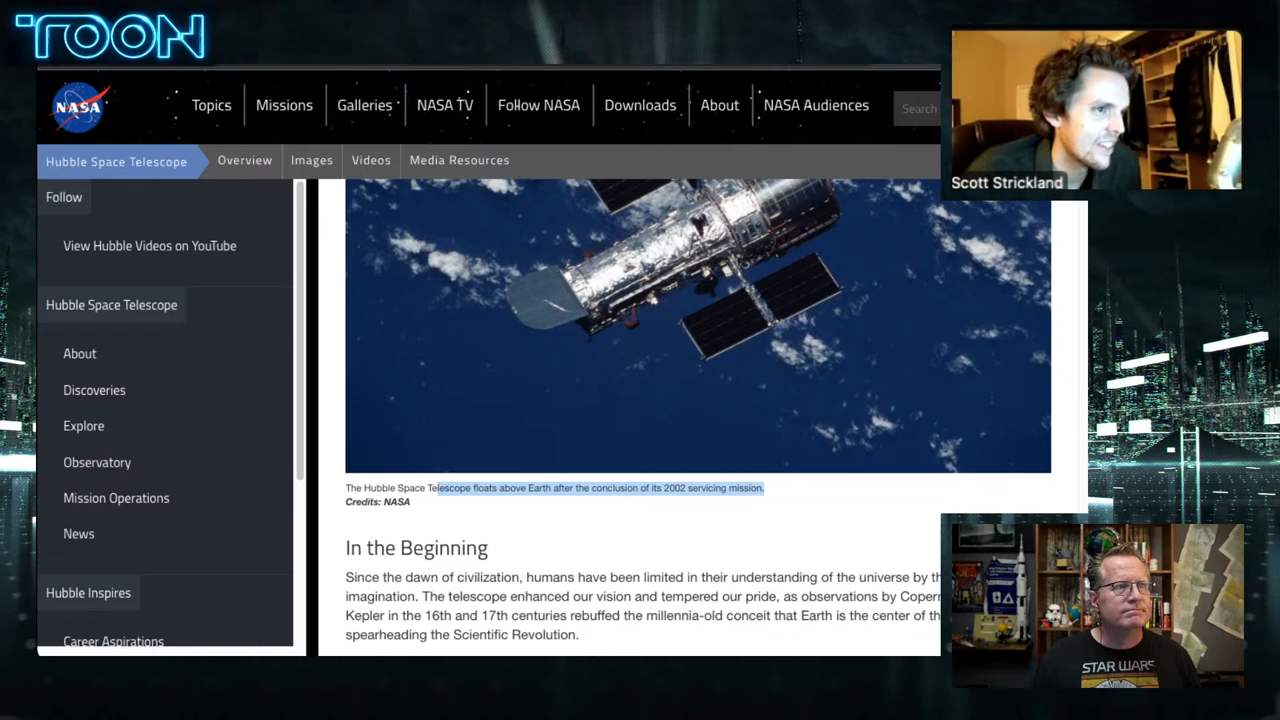 TOON
NASA
Topics
Missions
Galleries
NASA TV
Follow NASA
Downloads
About
NASA Audiences
Search
Hubble Space Telescope
Overview
Images
Videos
Media Resources
Follow
View Hubble Videos on YouTube
Hubble Space Telescope
About
Discoveries
Explore
Observatory
Mission Operations
News
Hubble Inspires
Career Aspirations
The Hubble Space Telescope floats above Earth after the conclusion of its 2002 servicing mission.
Credits: NASA
In the Beginning
Since the dawn of civilization, humans have been limited in their understanding of the universe by
imagination. The telescope enhanced our vision and tempered our pride, as observations by
Kepler in the 16th and 17th centuries rebuffed the millennia-old conceit that Earth is the center of
spearheading the Scientific Revolution.
Scott Strickland
STAR WARS